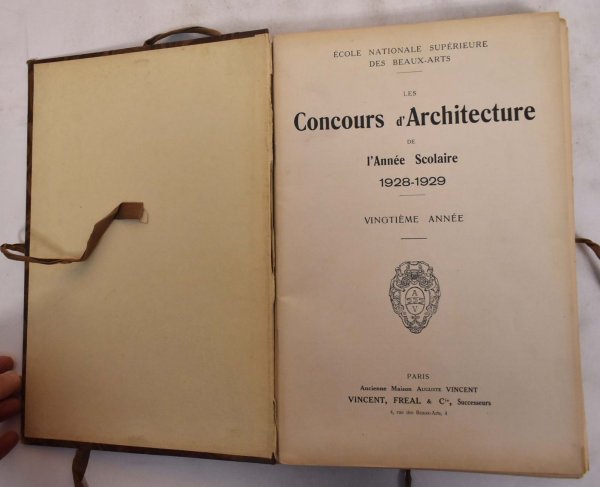 ÉCOLE NATIONALE SUPÉRIEURE
DES BEAUX-ARTS
LES
Concours d'Architecture
DE
l'Année Scolaire
1928-1929
VINGTIÈME ANNÉE
A
V
PARIS
Ancienne Maison AUGUSTE VINCENT
VINCENT, FREAL & Cie, Successeurs
4, rue des Beaux-Arts, 4